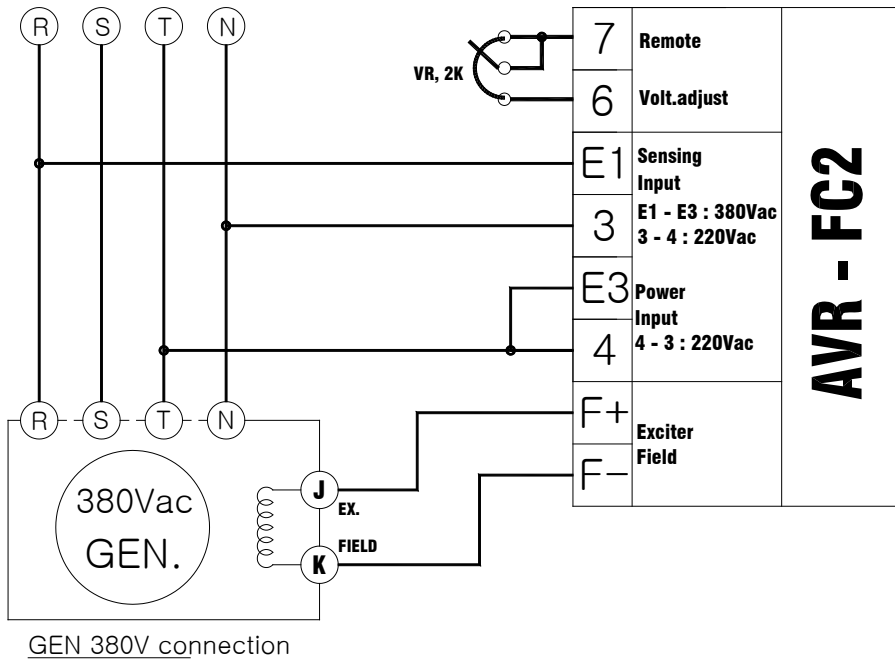 R S T N
VR, 2K
7 Remote
6 Volt.adjust
E1 Sensing
Input
3 E1 - E3 : 380Vac
3 - 4 : 220Vac
E3 Power
Input
4 4 - 3 : 220Vac
F+ Exciter
F- Field
AVR - FC2
R S T N
380Vac
GEN.
J
EX.
FIELD
K
GEN 380V connection